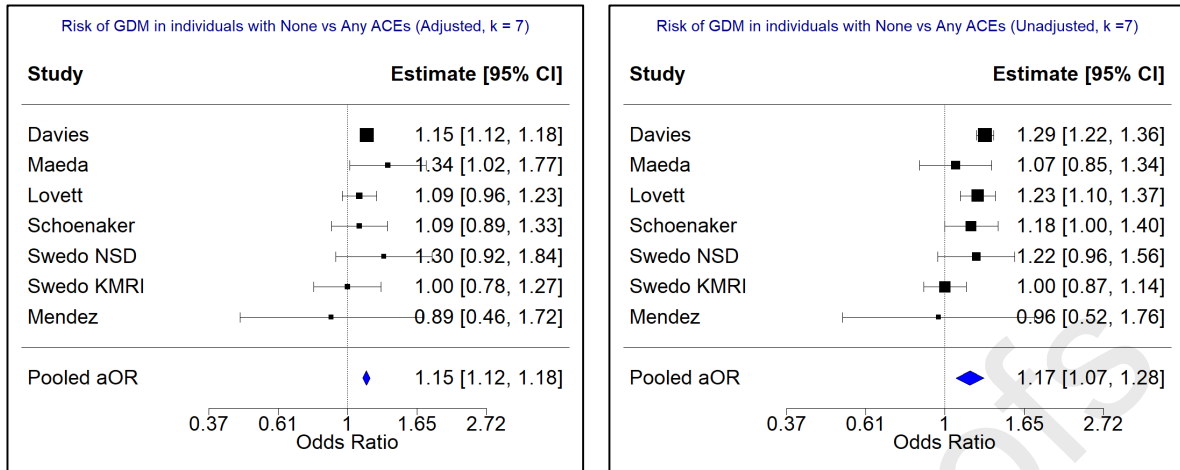 Risk of GDM in individuals with None vs Any ACEs (Adjusted, k = 7)
Study Estimate [95% CI]
Davies 1.15 [1.12, 1.18]
Maeda 1.34 [1.02, 1.77]
Lovett 1.09 [0.96, 1.23]
Schoenaker 1.09 [0.89, 1.33]
Swedo NSD 1.30 [0.92, 1.84]
Swedo KMRI 1.00 [0.78, 1.27]
Mendez 0.89 [0.46, 1.72]
Pooled aOR 1.15 [1.12, 1.18]
0.37 0.61 1 1.65 2.72
Odds Ratio
Risk of GDM in individuals with None vs Any ACEs (Unadjusted, k =7)
Study Estimate [95% CI]
Davies 1.29 [1.22, 1.36]
Maeda 1.07 [0.85, 1.34]
Lovett 1.23 [1.10, 1.37]
Schoenaker 1.18 [1.00, 1.40]
Swedo NSD 1.22 [0.96, 1.56]
Swedo KMRI 1.00 [0.87, 1.14]
Mendez 0.96 [0.52, 1.76]
Pooled aOR 1.17 [1.07, 1.28]
0.37 0.61 1 1.65 2.72
Odds Ratio
ofs